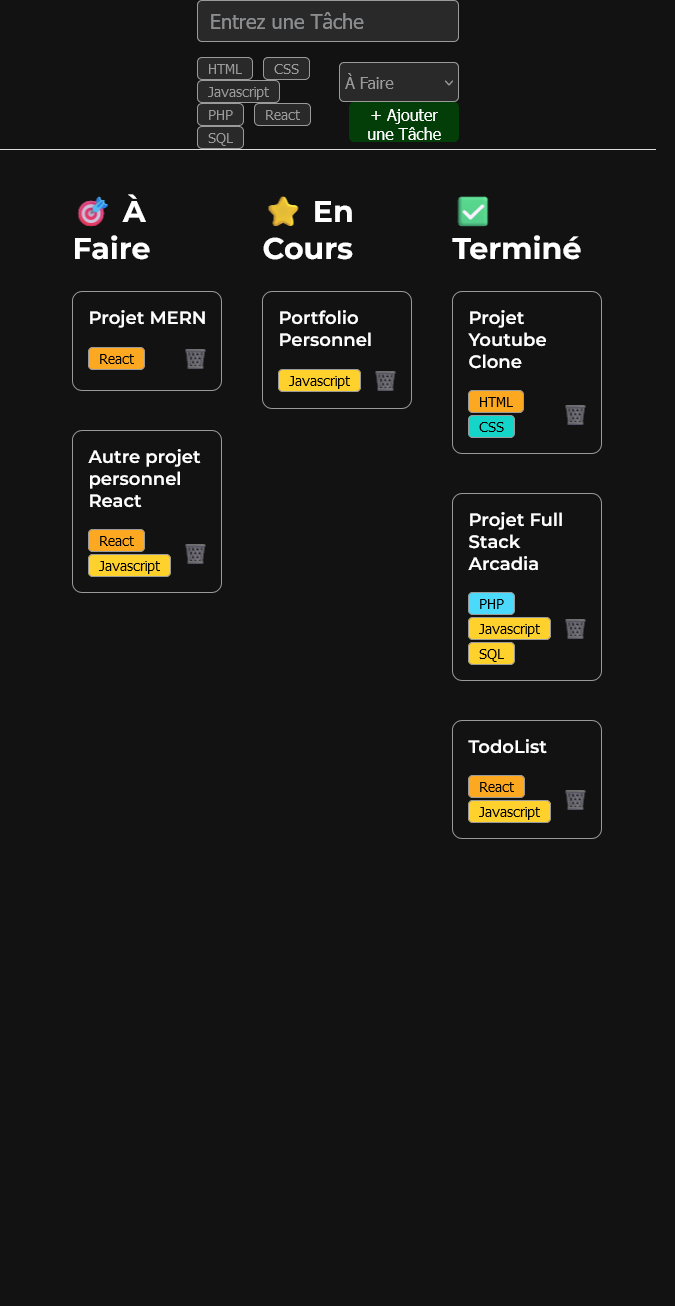 Entrez une Tâche
HTML CSS
Javascript
PHP React
SQL
À Faire
+ Ajouter
une Tâche
À
Faire
Projet MERN
React
Autre projet
personnel
React
React
Javascript
En
Cours
Portfolio
Personnel
Javascript
Terminé
Projet
Youtube
Clone
HTML
CSS
Projet Full
Stack
Arcadia
PHP
Javascript
SQL
TodoList
React
Javascript